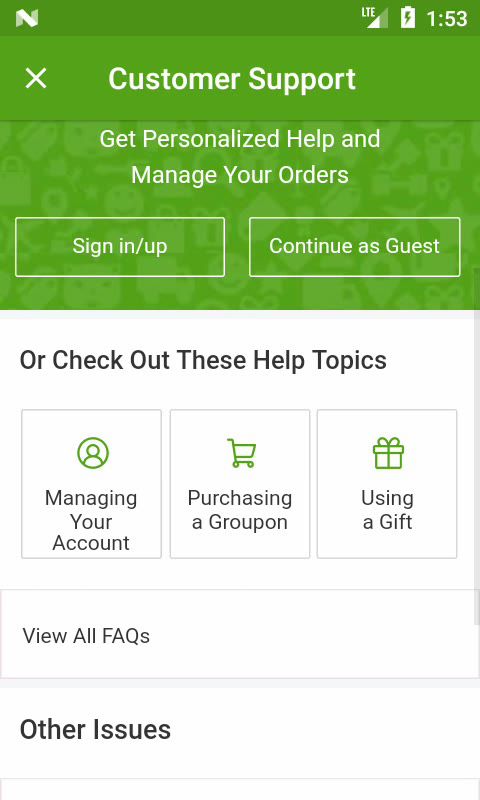 LTE 1:53
Customer Support
Get Personalized Help and
Manage Your Orders
Sign in/up
Continue as Guest
Or Check Out These Help Topics
Managing
Your
Account
Purchasing
a Groupon
Using
a Gift
View All FAQs
Other Issues